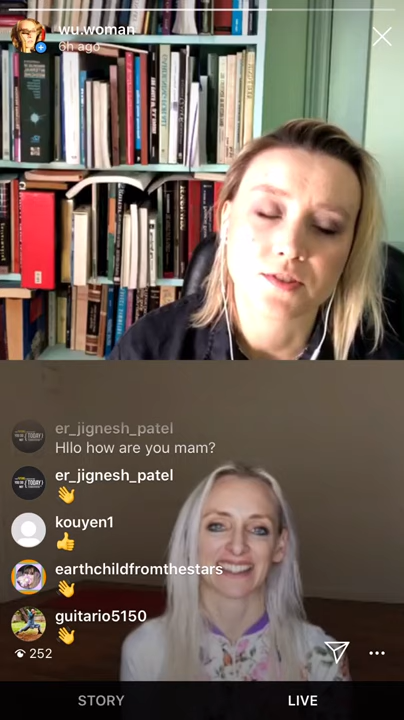 wu.woman
6h ago
er_jignesh_patel
Hllo how are you mam?
er_jignesh_patel
👋
kouyen1
👍
earthchildfromthestars
👋
guitario5150
👋
252
STORY
LIVE